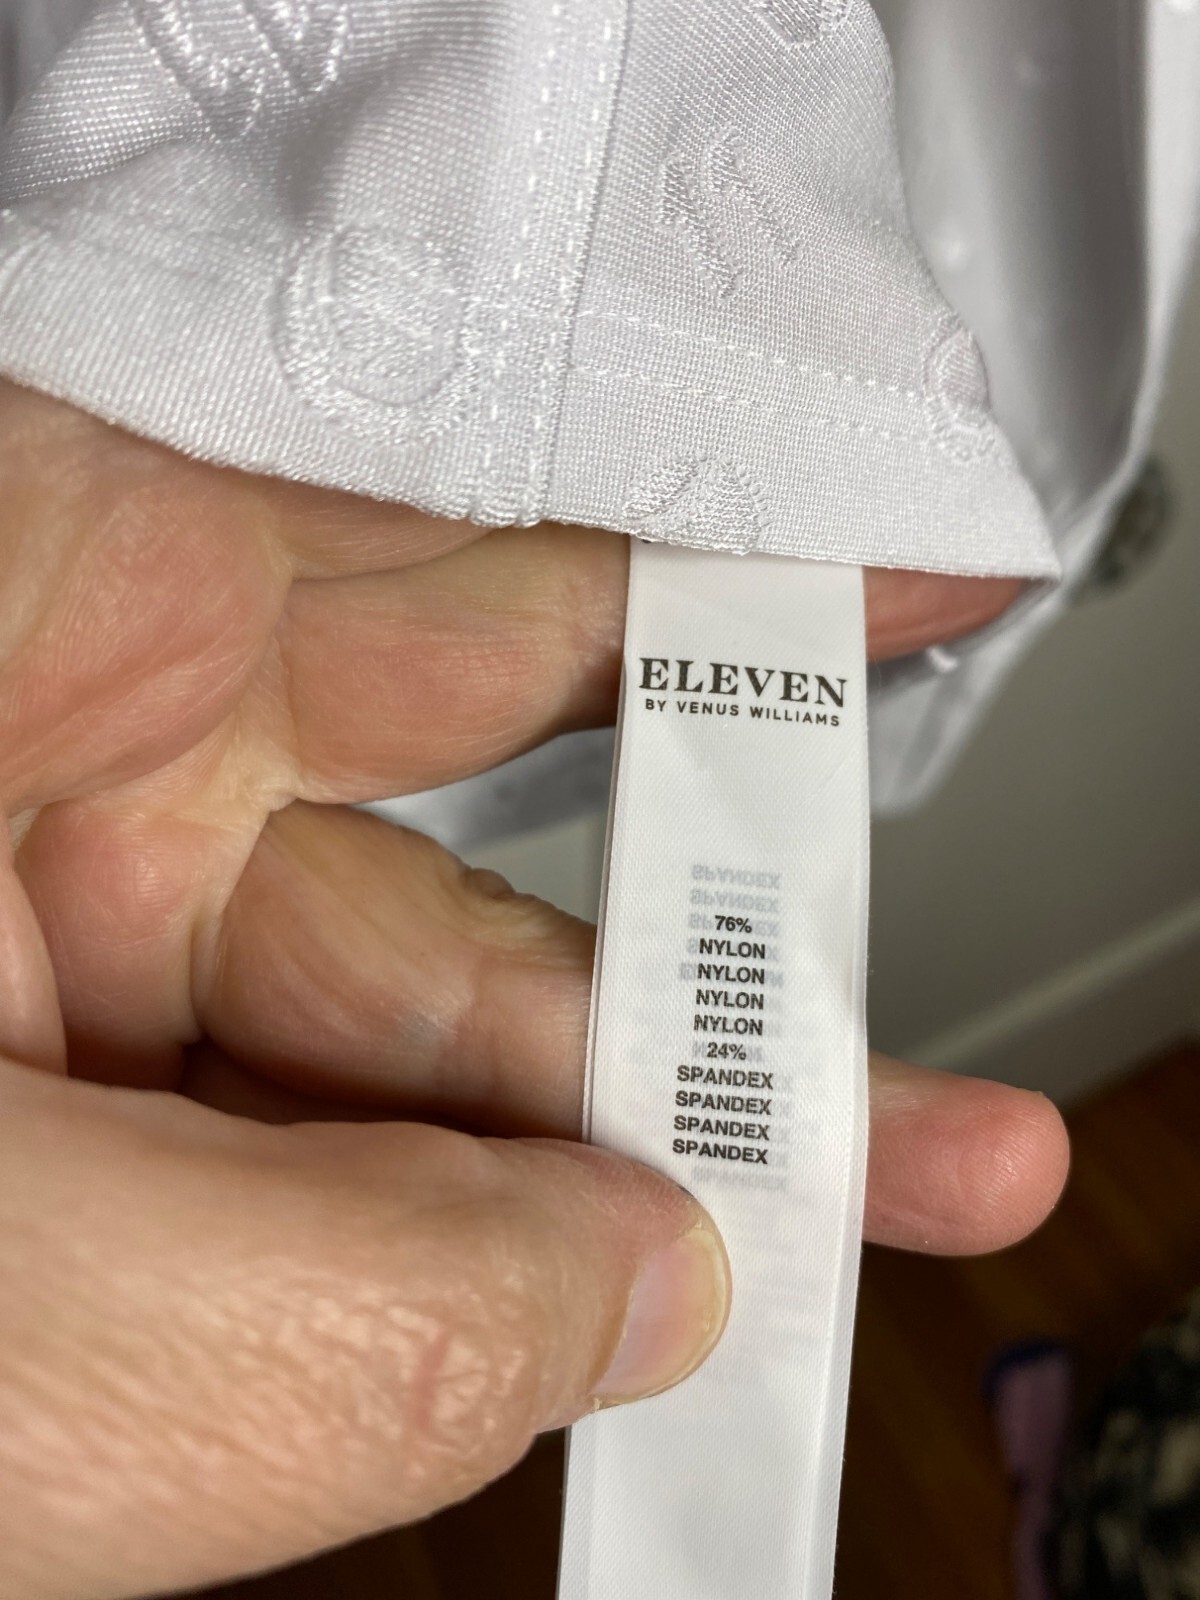 ELEVEN
BY VENUS WILLIAMS
76%
NYLON
NYLON
NYLON
NYLON
24%
SPANDEX
SPANDEX
SPANDEX
SPANDEX